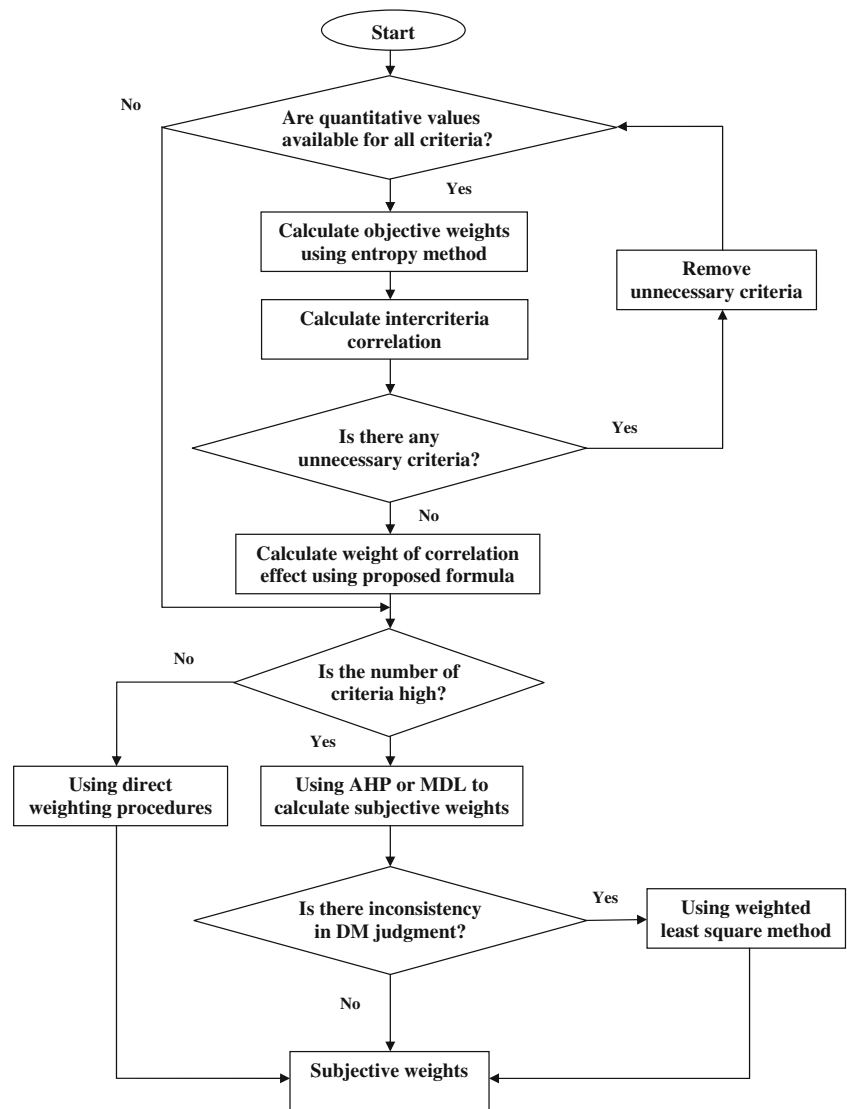 Start
No
Are quantitative values
available for all criteria?
Yes
Calculate objective weights
using entropy method
Remove
unnecessary criteria
Calculate intercriteria
correlation
Is there any
unnecessary criteria?
Yes
No
Calculate weight of correlation
effect using proposed formula
No
Is the number of
criteria high?
Yes
Using direct
weighting procedures
Using AHP or MDL to
calculate subjective weights
Is there inconsistency
in DM judgment?
Yes
Using weighted
least square method
No
Subjective weights